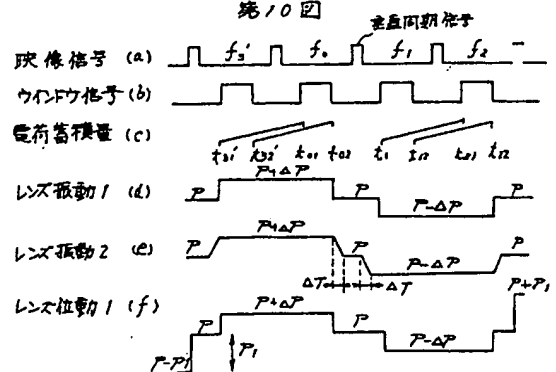 第10図
垂直同期信号
映像信号 (a) f3' f0 f1 f2
ウインドウ信号 (b)
電荷蓄積量 (c)
t31' t32' t01 t02 t1 t12 t21 t22
レンズ振動1 (d) P P+ΔP P P-ΔP P
レンズ振動2 (e) P P+ΔP P P-ΔP P
ΔT ΔT
レンズ位動1 (f) P-P1 P P1 P+ΔP P P-ΔP P+P1